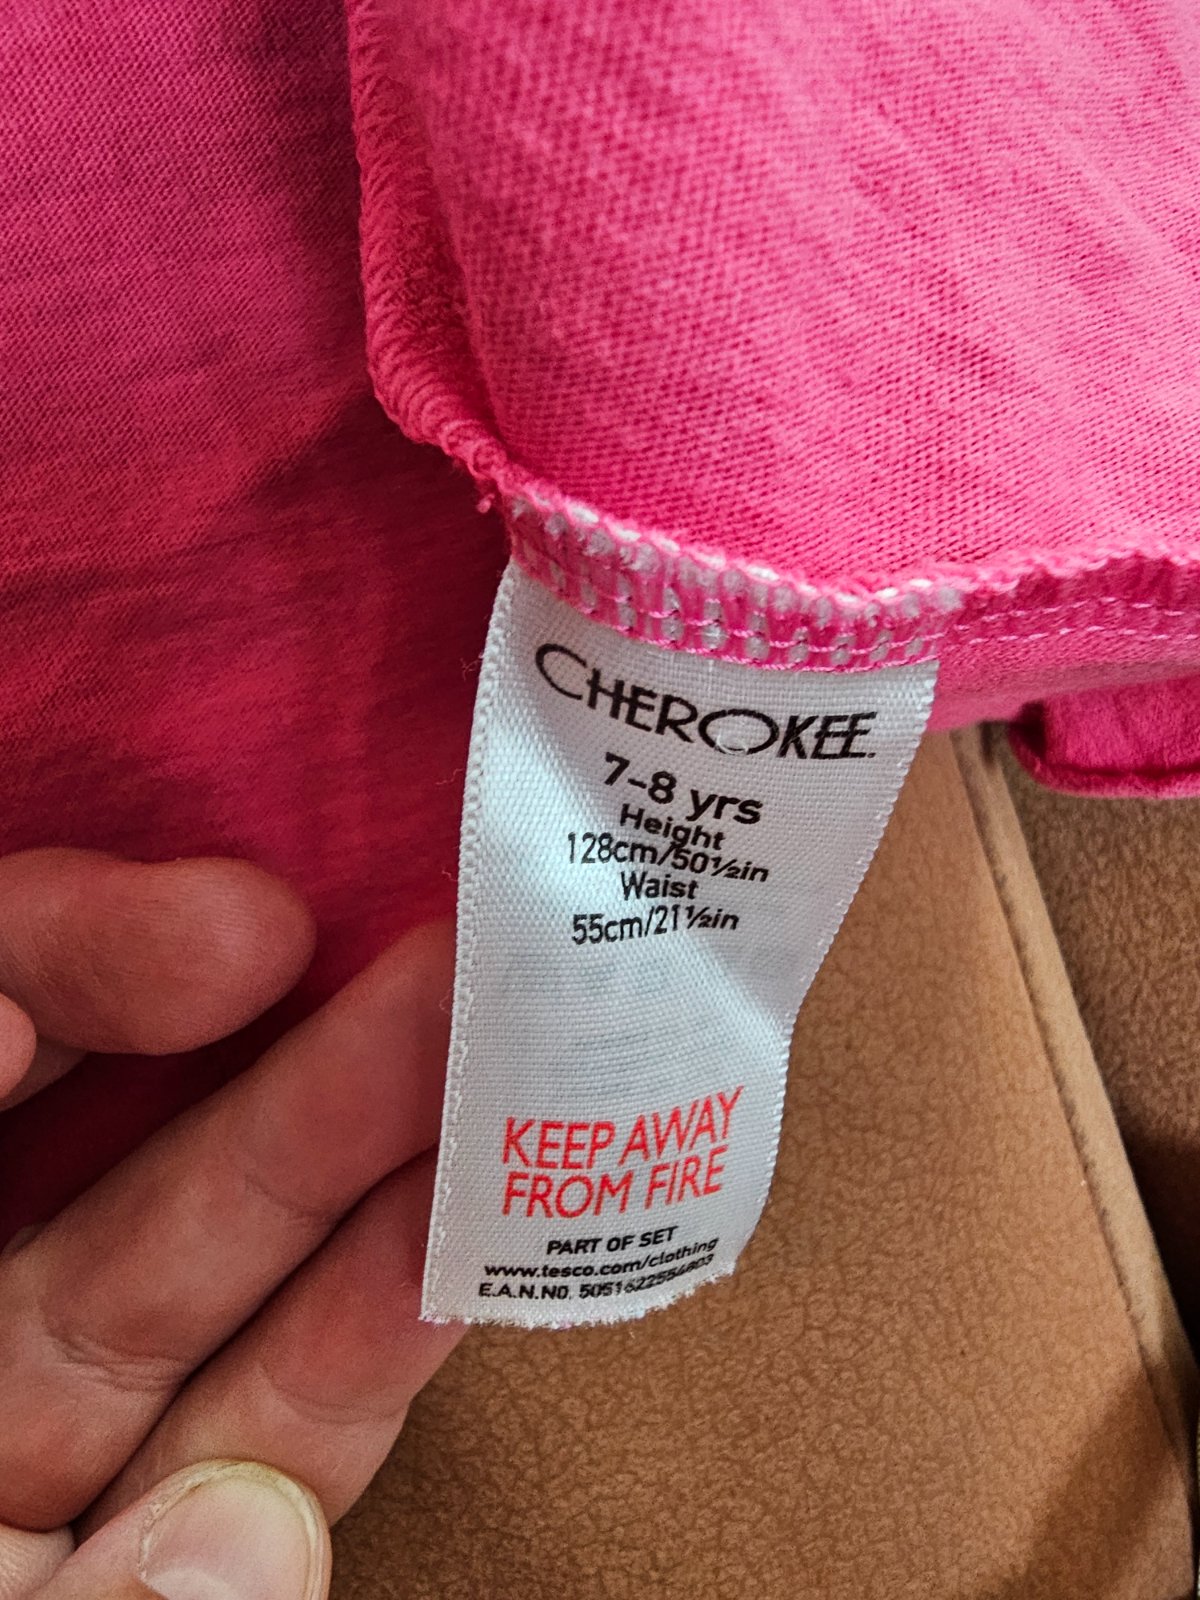 CHEROKEE.
7-8 yrs
Height
128cm/50½in
Waist
55cm/21½in
KEEP AWAY
FROM FIRE
PART OF SET
www.tesco.com/clothing
E.A.N.NO.